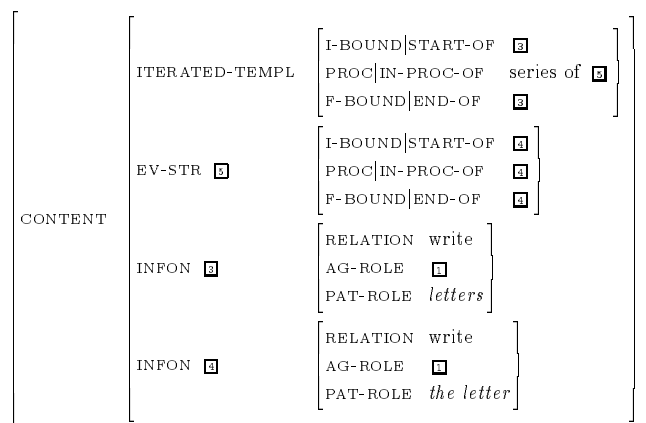 I-BOUND|START-OF 3
ITERATED-TEMPL PROC|IN-PROC-OF series of 5
F-BOUND|END-OF 3
I-BOUND|START-OF 4
EV-STR 5 PROC|IN-PROC-OF 4
F-BOUND|END-OF 4
CONTENT
RELATION write
INFON 3 AG-ROLE 1
PAT-ROLE letters
RELATION write
INFON 4 AG-ROLE 1
PAT-ROLE the letter